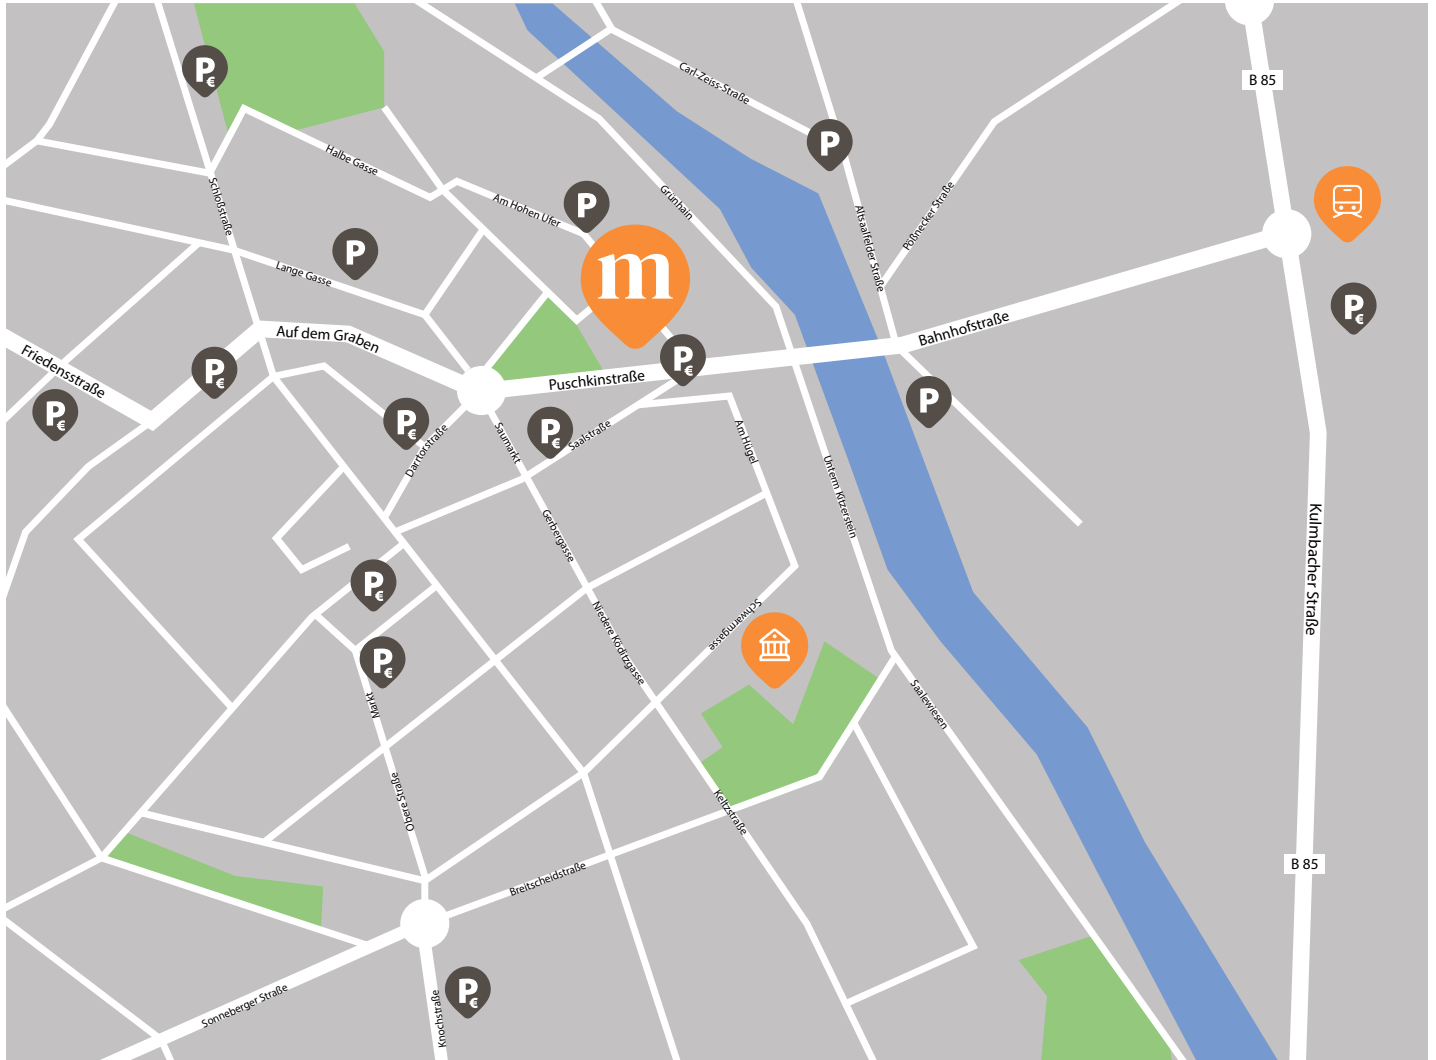 B 85
P€
Carl-Zeiss-Straße
P
Halbe Gasse
Schloßstraße
Am Hohen Ufer
P
Grünhain
Altsaalfelder Straße
Pößnecker Straße
P
Lange Gasse
m
P€
Auf dem Graben
Bahnhofstraße
Friedensstraße
P€
P€
Puschkinstraße
P
P€
P€
P€
Darrtorstraße
Saumarkt
Saalstraße
Am Hügel
Unterm Kitzerstein
Gerbergasse
Kulmbacher Straße
P€
Niedere Köditzgasse
Schwarmgasse
P€
Markt
Saalewiesen
Obere Straße
Keltzstraße
B 85
Breitscheidstraße
P€
Sonneberger Straße
Knochstraße